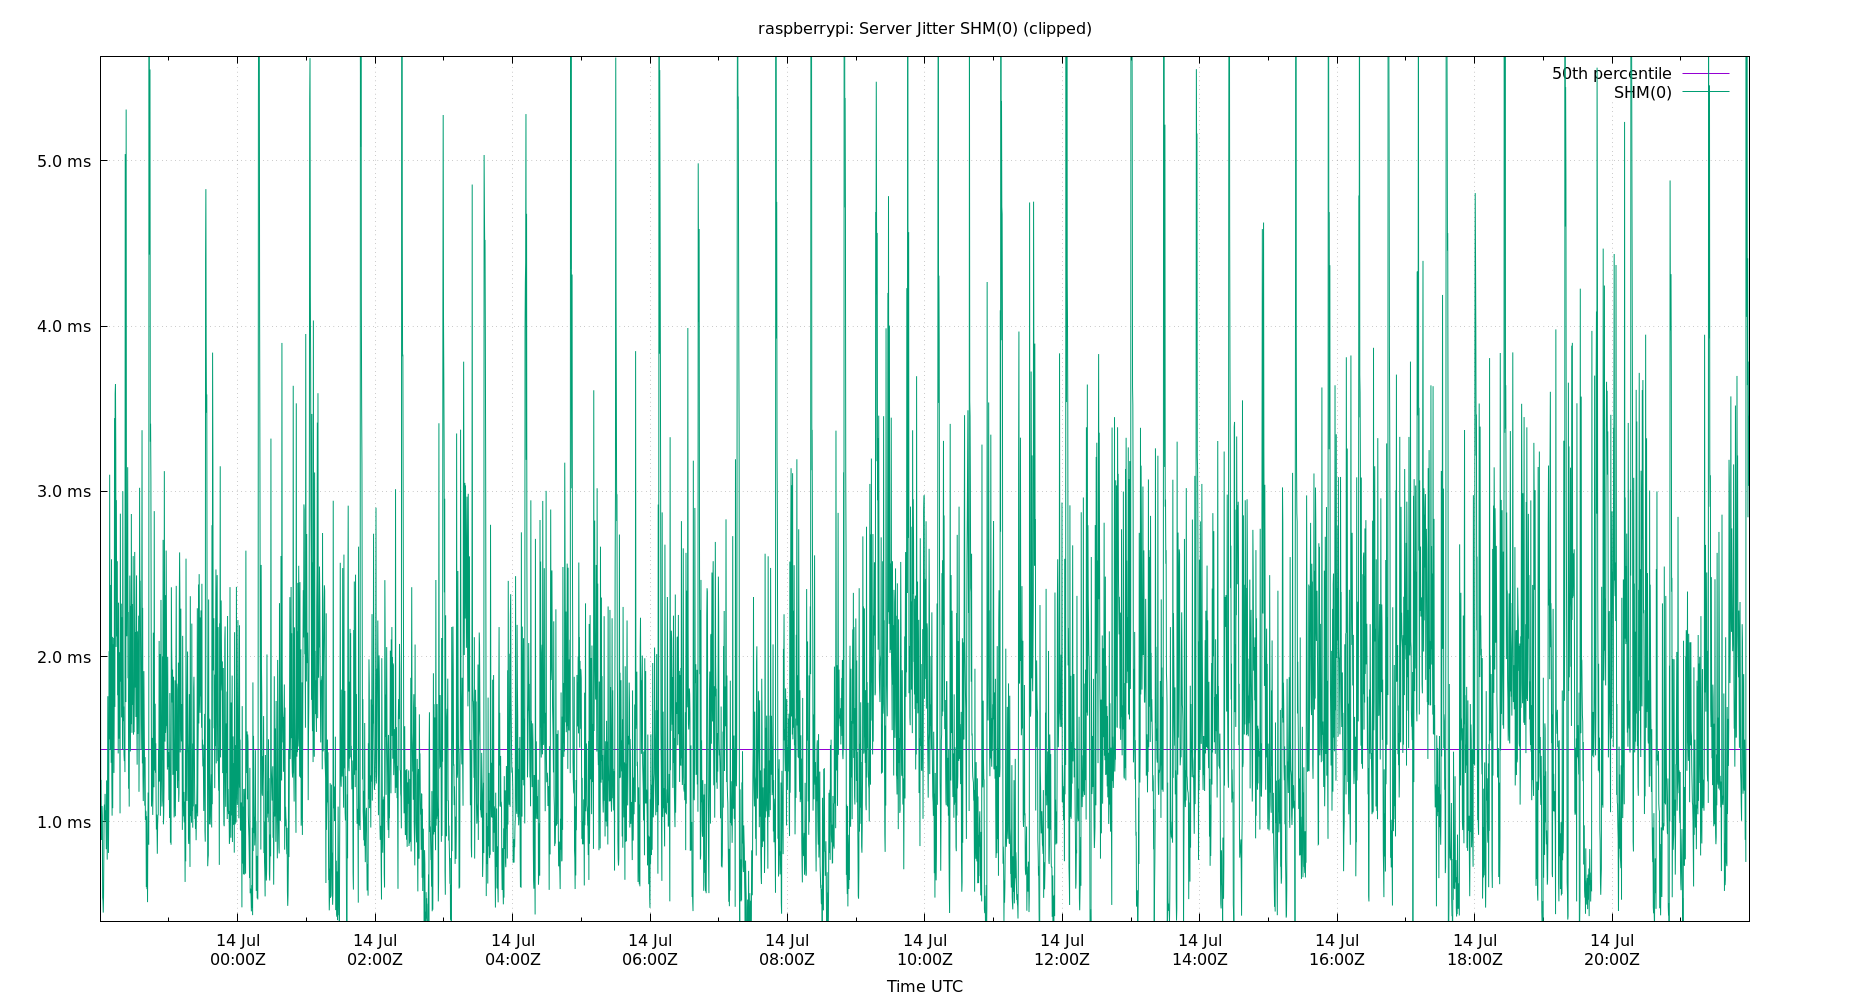 raspberrypi: Server Jitter SHM(0) (clipped)
50th percentile
SHM(0)
5.0 ms
4.0 ms
3.0 ms
2.0 ms
1.0 ms
14 Jul 14 Jul 14 Jul 14 Jul 14 Jul 14 Jul 14 Jul 14 Jul 14 Jul 14 Jul 14 Jul
00:00Z 02:00Z 04:00Z 06:00Z 08:00Z 10:00Z 12:00Z 14:00Z 16:00Z 18:00Z 20:00Z
Time UTC